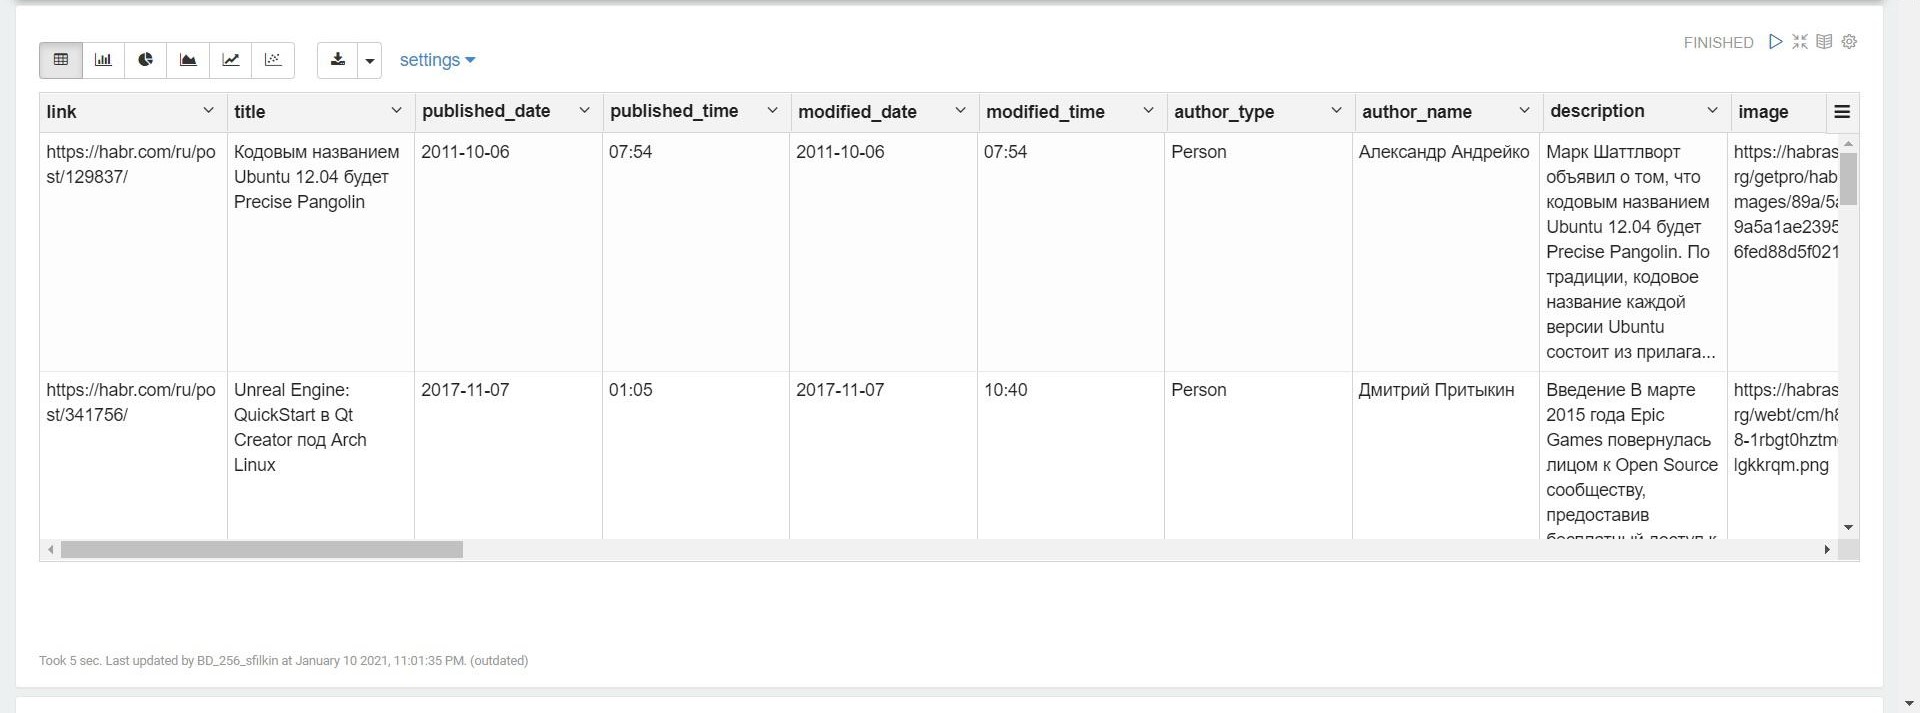 FINISHED
settings
link title published_date published_time modified_date modified_time author_type author_name description image
https://habr.com/ru/po
st/129837/
Кодовым названием
Ubuntu 12.04 будет
Precise Pangolin
2011-10-06
07:54
2011-10-06
07:54
Person
Александр Андрейко
Марк Шаттлворт
объявил о том, что
кодовым названием
Ubuntu 12.04 будет
Precise Pangolin. По
традиции, кодовое
название каждой
версии Ubuntu
состоит из прилага...
https://habras
rg/getpro/hab
mages/89a/5a
9a5a1ae2395
6fed88d5f021
https://habr.com/ru/po
st/341756/
Unreal Engine:
QuickStart в Qt
Creator под Arch
Linux
2017-11-07
01:05
2017-11-07
10:40
Person
Дмитрий Притыкин
Введение В марте
2015 года Epic
Games повернулась
лицом к Open Source
сообществу,
предоставив
https://habras
rg/webt/cm/h8
8-1rbgt0hztm
lgkkrqm.png
Took 5 sec. Last updated by BD_256_sfilkin at January 10 2021, 11:01:35 PM. (outdated)